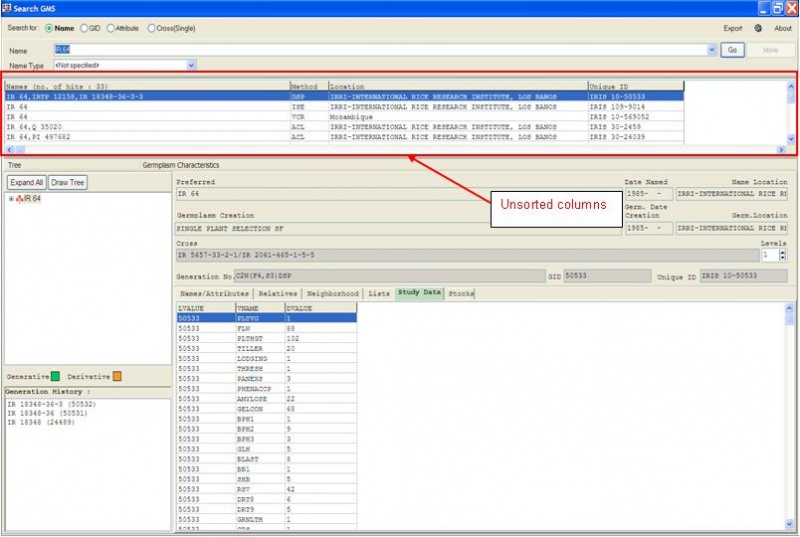 Search GMS
Search for : Name GID Attribute Cross(Single) Export About
Name IR 64 Go More
Name Type <Not specified>
Names (no. of hits : 33) Method Location Unique ID
IR 64,IRTP 12158,IR 18348-36-3-3 DSP IRRI-INTERNATIONAL RICE RESEARCH INSTITUTE, LOS BANOS IRIS 10-50533
IR 64 ISE IRRI-INTERNATIONAL RICE RESEARCH INSTITUTE, LOS BANOS IRIS 109-9014
IR 64 VCR Mozambique IRIS 10-569052
IR 64,Q 35020 ACL IRRI-INTERNATIONAL RICE RESEARCH INSTITUTE, LOS BANOS IRIS 30-2459
IR 64,PI 497682 ACL IRRI-INTERNATIONAL RICE RESEARCH INSTITUTE, LOS BANOS IRIS 30-24039
Tree Germplasm Characteristics
Expand All Draw Tree
IR 64
Unsorted columns
Preferred Date Named Name Location
IR 64 1985- - IRRI-INTERNATIONAL RICE RE
Germplasm Creation Germ. Date Creation Germ.Location
SINGLE PLANT SELECTION SF 1985- - IRRI-INTERNATIONAL RICE RE
Cross Levels
IR 5657-33-2-1/IR 2061-465-1-5-5 1
Generation No. C2W(F4,H3)DSP GID 50533 Unique ID IRIS 10-50533
Names/Attributes Relatives Neighborhood Lists Study Data Stocks
LVALUE VNAME DVALUE
50533 PLTVG 1
50533 FLW 88
50533 PLTHGT 102
50533 TILLER 20
50533 LODGING 1
50533 THRESH 1
50533 PANEXS 3
50533 PHENACCP 1
50533 AMYLOSE 22
50533 GELCON 68
50533 BPH1 1
50533 BPH2 9
50533 BPH3 3
50533 GLH 5
50533 BLAST 8
50533 BB1 1
50533 SHB 5
50533 RSV 42
50533 DRT8 6
50533 DRT9 5
50533 GRNLTH 1
Generative Derivative
Generation History :
IR 18348-36-3 (50532)
IR 18348-36 (50531)
IR 18348 (24489)